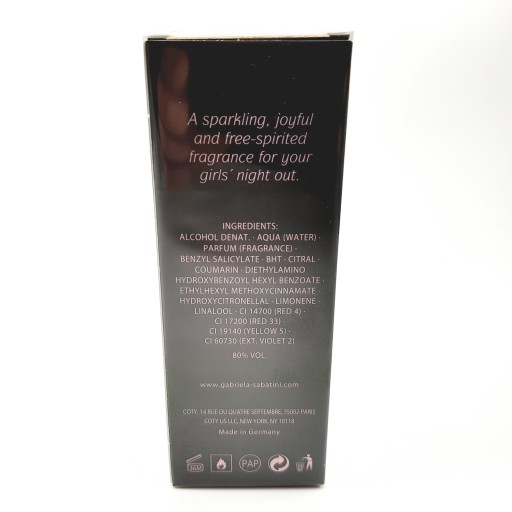 A sparkling, joyful
and free-spirited
fragrance for your
girls´ night out.
INGREDIENTS:
ALCOHOL DENAT. · AQUA (WATER) ·
PARFUM (FRAGRANCE) ·
BENZYL SALICYLATE · BHT · CITRAL ·
COUMARIN · DIETHYLAMINO
HYDROXYBENZOYL HEXYL BENZOATE ·
ETHYLHEXYL METHOXYCINNAMATE ·
HYDROXYCITRONELLAL · LIMONENE ·
LINALOOL · CI 14700 (RED 4) ·
CI 17200 (RED 33) ·
CI 19140 (YELLOW 5) ·
CI 60730 (EXT. VIOLET 2)
80% VOL.
www.gabriela-sabatini.com
COTY, 14 RUE DU QUATRE SEPTEMBRE, 75002 PARIS
COTY US LLC, NEW YORK, NY 10118
Made in Germany
PAP